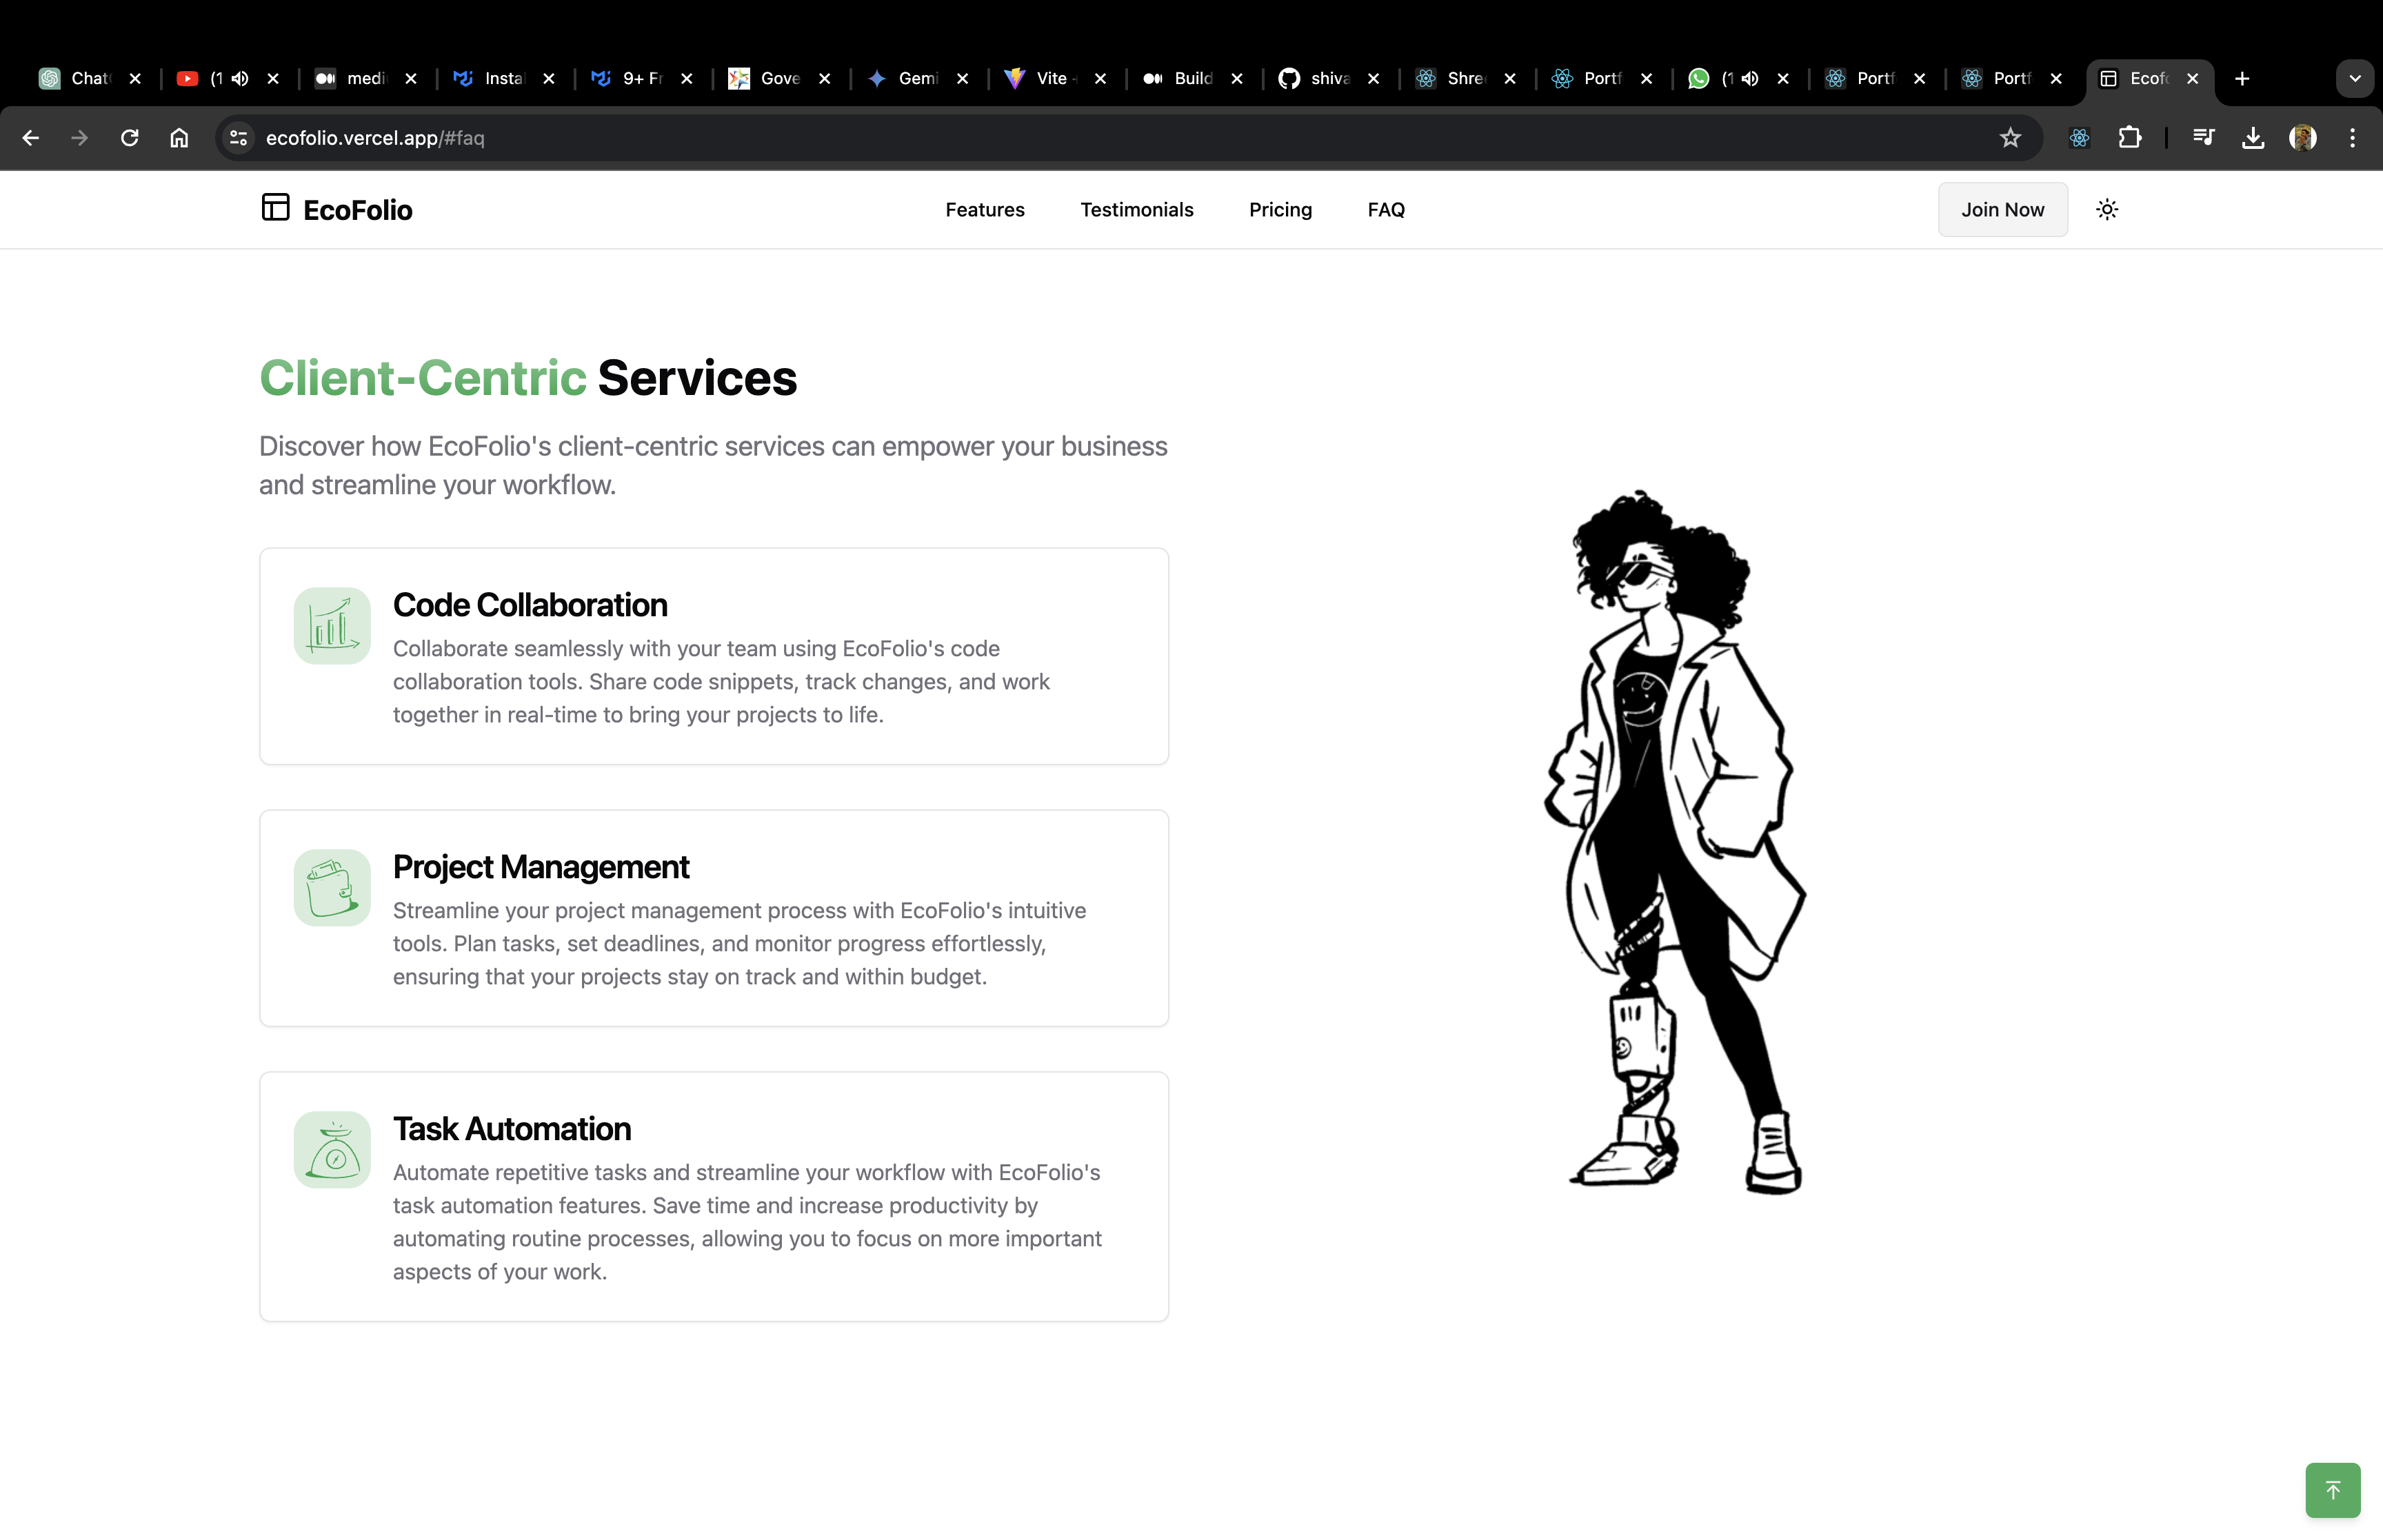 Chat
(1
medi
Insta
9+ Fr
Gove
Gemi
Vite
Build
shiva
Shre
Portf
(1
Portf
Portf
Ecof
ecofolio.vercel.app/#faq
EcoFolio
Features
Testimonials
Pricing
FAQ
Join Now
Client-Centric Services
Discover how EcoFolio's client-centric services can empower your business
and streamline your workflow.
Code Collaboration
Collaborate seamlessly with your team using EcoFolio's code
collaboration tools. Share code snippets, track changes, and work
together in real-time to bring your projects to life.
Project Management
Streamline your project management process with EcoFolio's intuitive
tools. Plan tasks, set deadlines, and monitor progress effortlessly,
ensuring that your projects stay on track and within budget.
Task Automation
Automate repetitive tasks and streamline your workflow with EcoFolio's
task automation features. Save time and increase productivity by
automating routine processes, allowing you to focus on more important
aspects of your work.